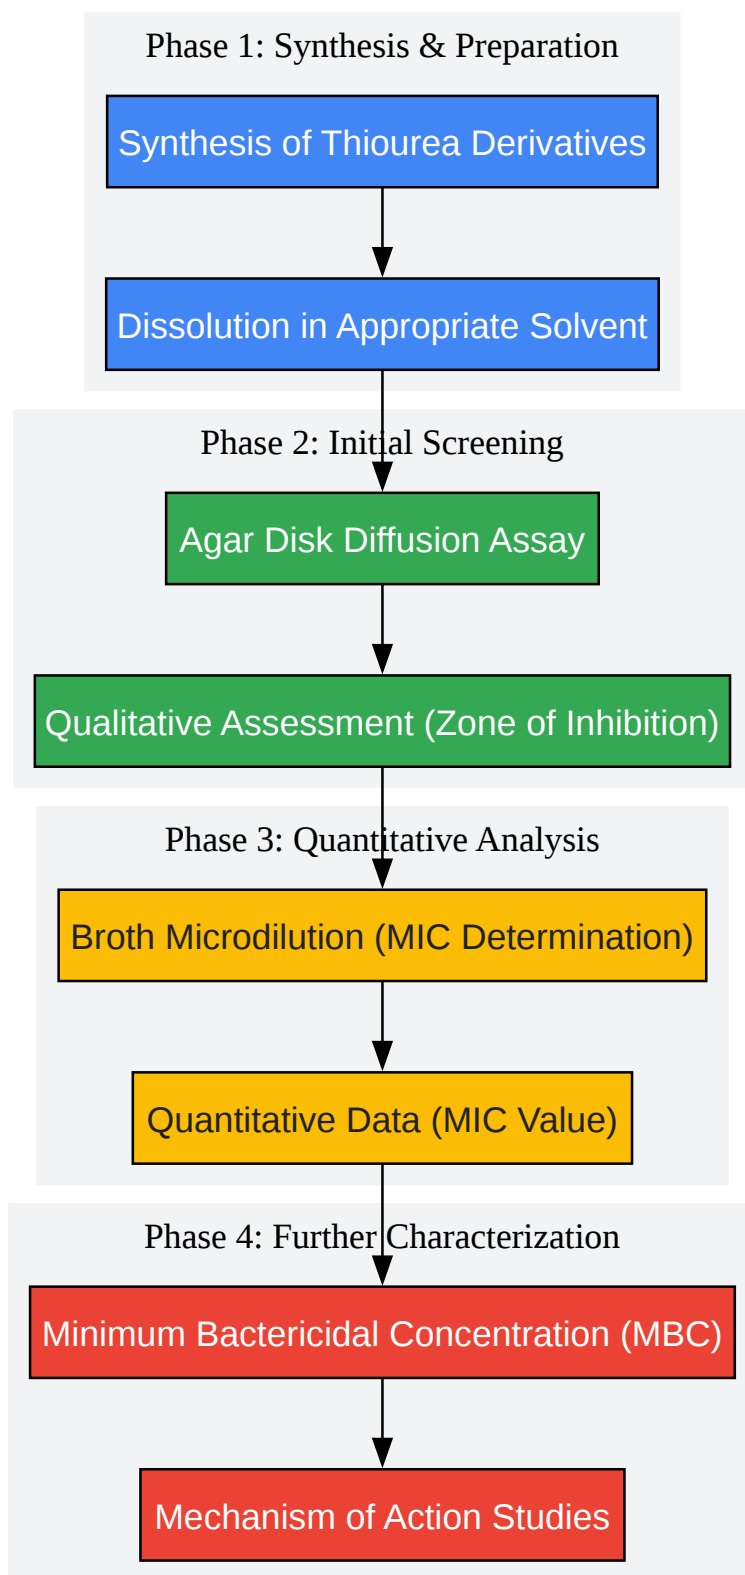 Phase 1: Synthesis & Preparation
Synthesis of Thiourea Derivatives
Dissolution in Appropriate Solvent
Phase 2: Initial Screening
Agar Disk Diffusion Assay
Qualitative Assessment (Zone of Inhibition)
Phase 3: Quantitative Analysis
Broth Microdilution (MIC Determination)
Quantitative Data (MIC Value)
Phase 4: Further Characterization
Minimum Bactericidal Concentration (MBC)
Mechanism of Action Studies